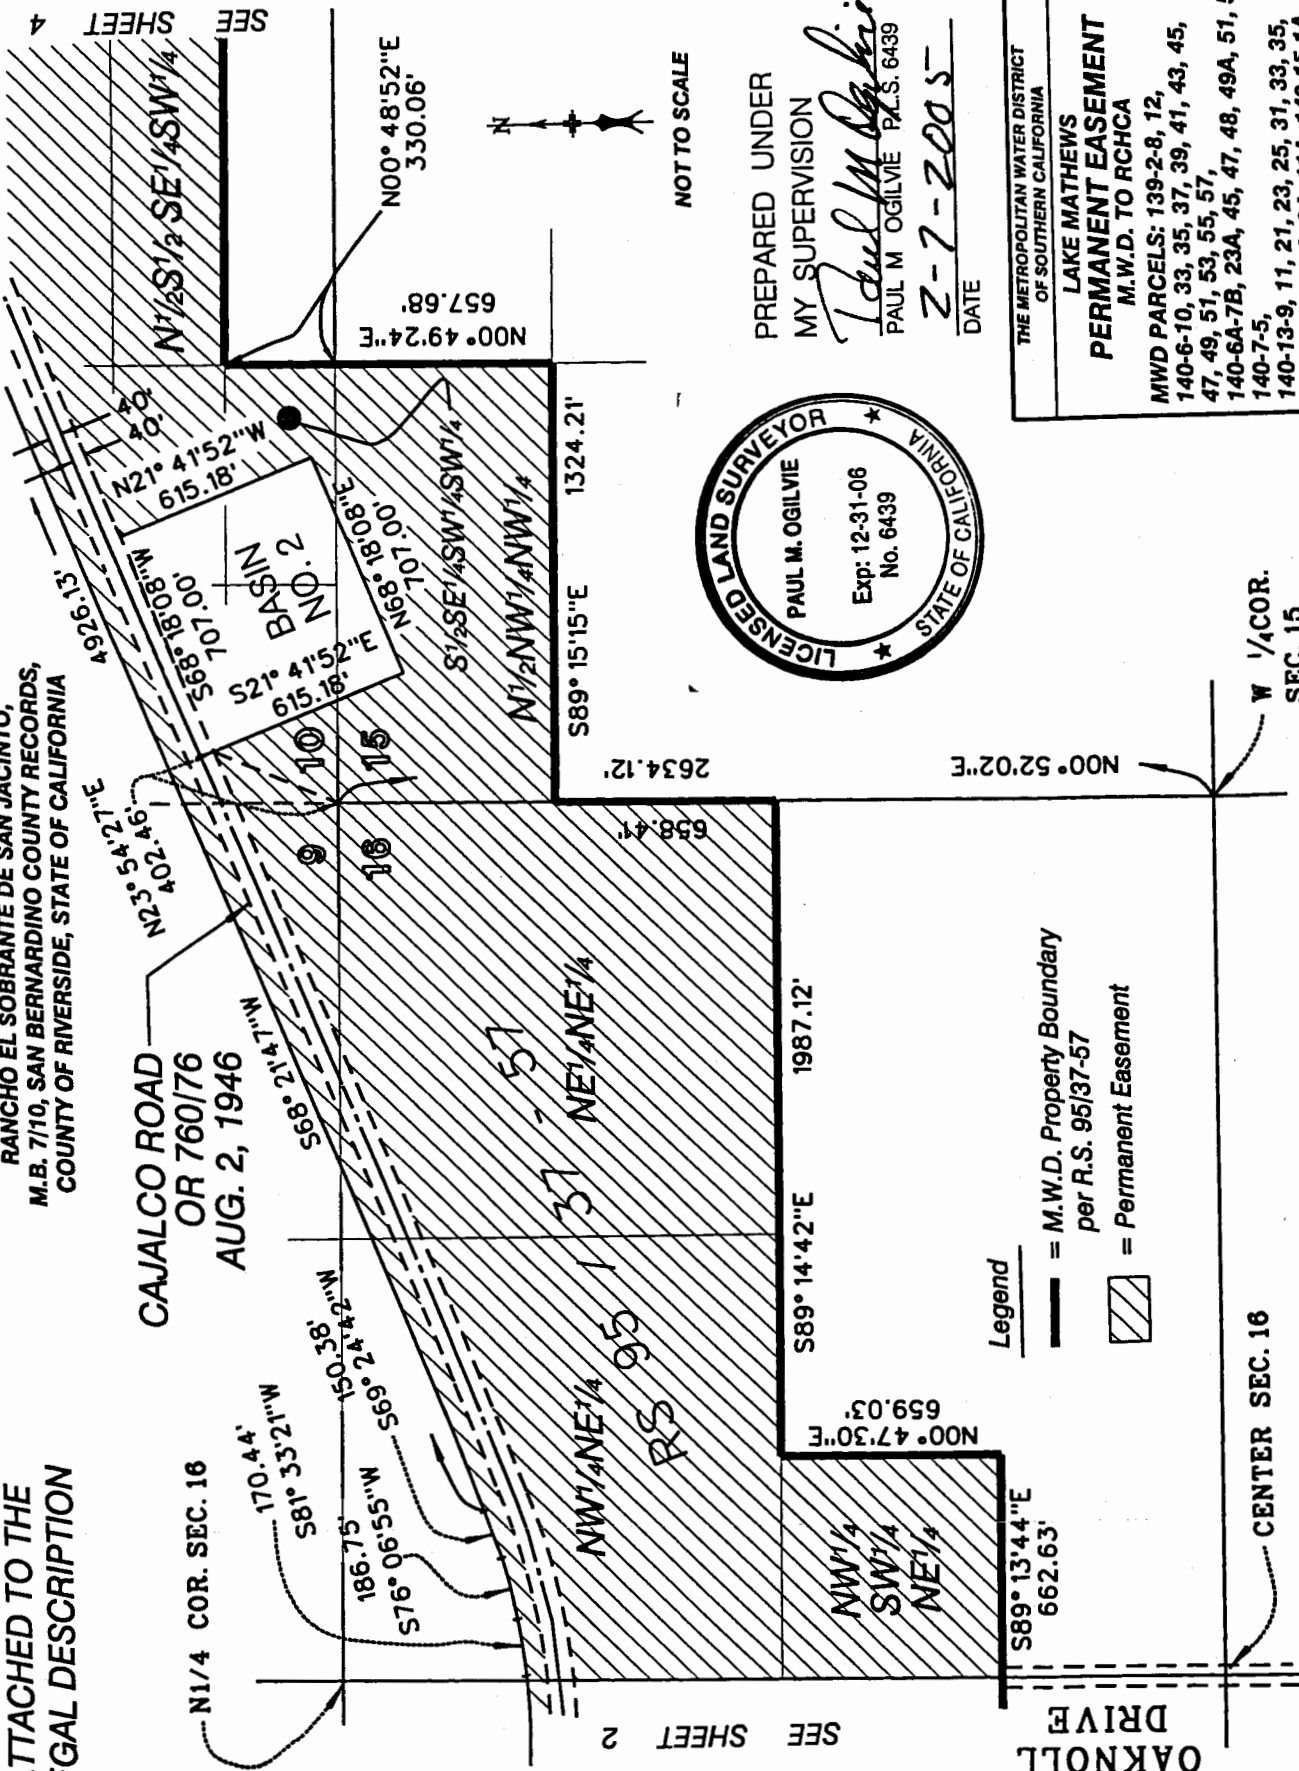 ATTACHED TO THE
GAL DESCRIPTION
RANCHO EL SOBRANTE DE SAN JACINTO,
M.B. 7/10, SAN BERNARDINO COUNTY RECORDS,
COUNTY OF RIVERSIDE, STATE OF CALIFORNIA
CAJALCO ROAD
OR 760/76
AUG. 2, 1946
N1/4 COR. SEC. 16
170.44'
S81° 33'21"W
186.75'
S76° 06'55"W
150.38'
S69° 24'42"W
S68° 21'47"W
N23° 54'27"E
402.46'
4926.13'
40'
40'
N21° 41'52"W
615.18'
S68° 18'08"W
707.00'
BASIN
NO. 2
S21° 41'52"E
615.18'
N68° 18'08"E
707.00'
SEE SHEET 4
N1/2S1/2SE1/4SW1/4
N00° 48'52"E
330.06'
N
NOT TO SCALE
N00° 49'24"E
657.68'
S1/2SE1/4SW1/4SW1/4
N1/2NW1/4NW1/4
S89° 15'15"E
1324.21'
9
10
16
15
658.41'
2634.12'
N00° 52'02"E
NE1/4NE1/4
NW1/4NE1/4
RS 95 / 37 - 57
S89° 14'42"E
1987.12'
N00° 47'30"E
659.03'
NW1/4
SW1/4
NE1/4
S89° 13'44"E
662.63'
SEE SHEET 2
OAKNOLL
DRIVE
CENTER SEC. 16
W 1/4 COR.
SEC. 15
Legend
= M.W.D. Property Boundary
per R.S. 95/37-57
= Permanent Easement
LICENSED LAND SURVEYOR
PAUL M. OGILVIE
Exp: 12-31-06
No. 6439
STATE OF CALIFORNIA
PREPARED UNDER
MY SUPERVISION
Paul M Ogilvie
PAUL M OGILVIE P.L.S. 6439
2-7-2005
DATE
THE METROPOLITAN WATER DISTRICT
OF SOUTHERN CALIFORNIA
LAKE MATHEWS
PERMANENT EASEMENT
M.W.D. TO RCHCA
MWD PARCELS: 139-2-8, 12,
140-6-10, 33, 35, 37, 39, 41, 43, 45,
47, 49, 51, 53, 55, 57,
140-6A-7B, 23A, 45, 47, 48, 49A, 51,
140-7-5,
140-13-9, 11, 21, 23, 25, 31, 33, 35,